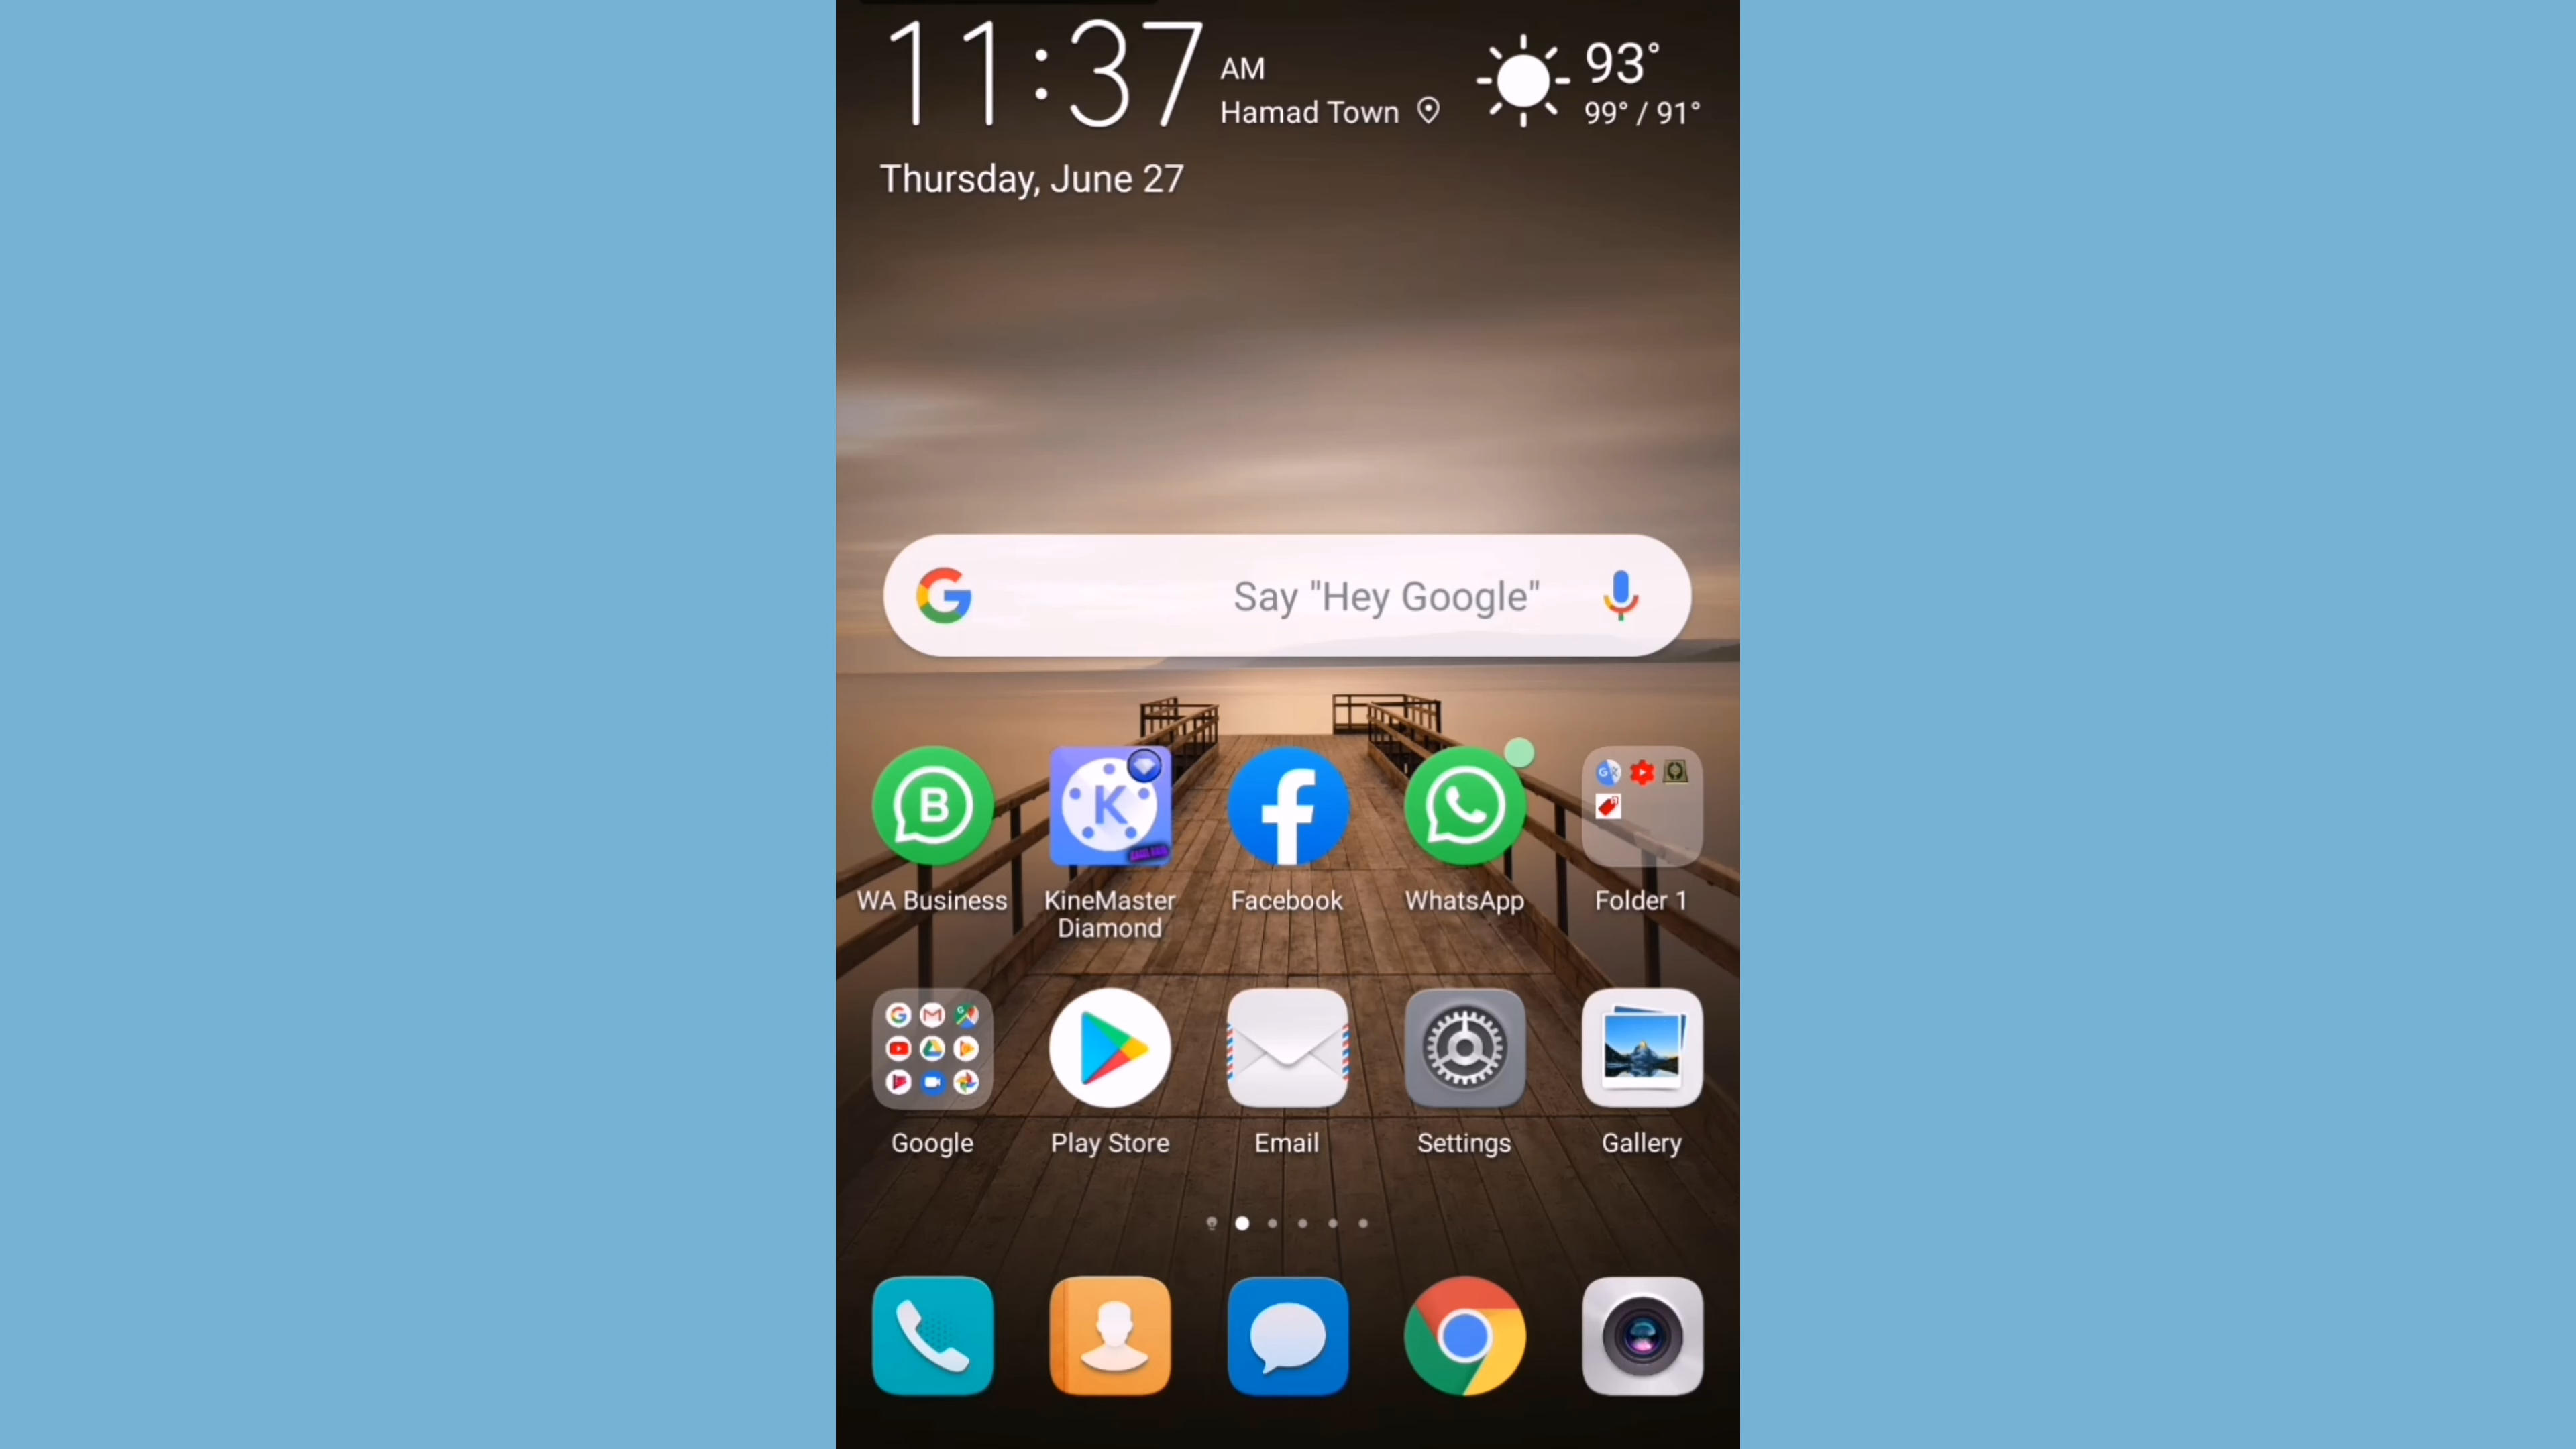 11:37 AM
Hamad Town
93°
99° / 91°
Thursday, June 27
Say "Hey Google"
WA Business
KineMaster
Diamond
Facebook
WhatsApp
Folder 1
Google
Play Store
Email
Settings
Gallery